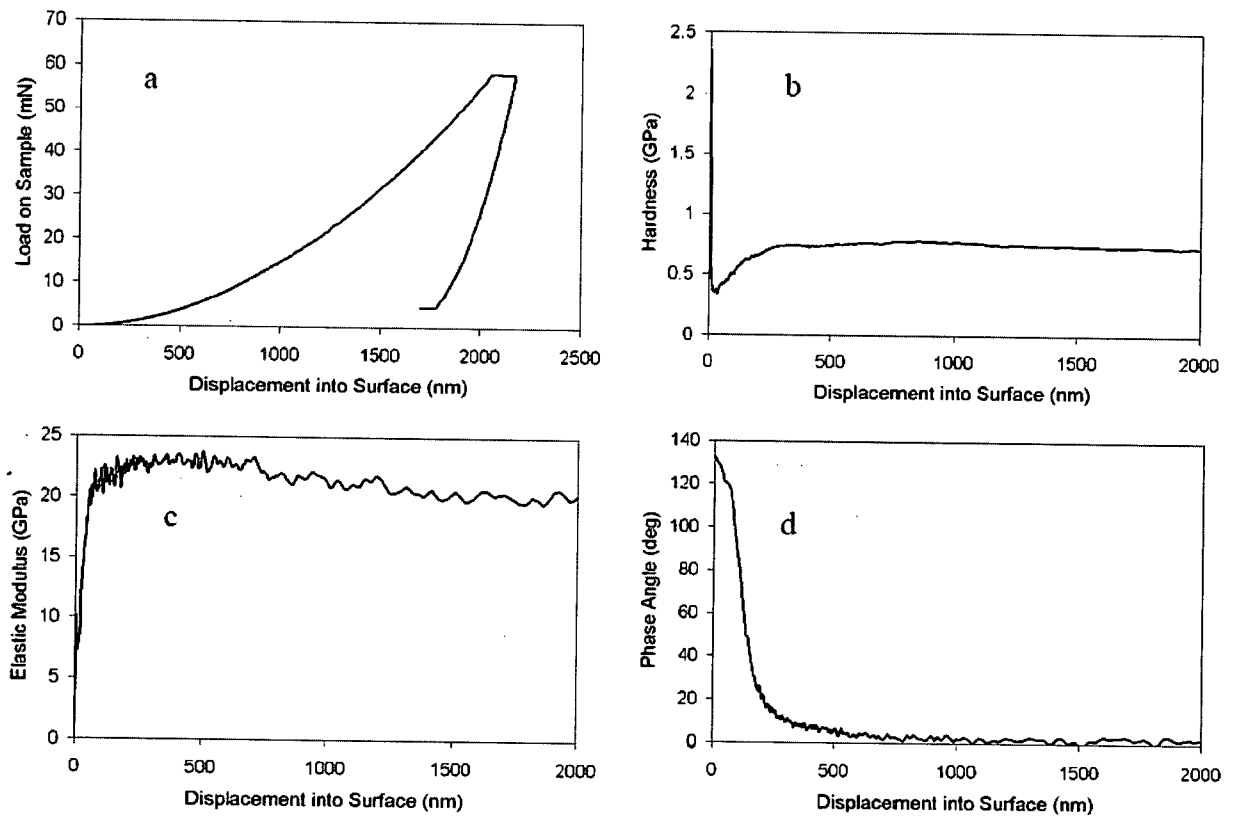 70
60
50
40
30
20
10
0
Load on Sample (mN)
a
0 500 1000 1500 2000 2500
Displacement into Surface (nm)
2.5
2
1.5
1
0.5
0
Hardness (GPa)
b
0 500 1000 1500 2000
Displacement into Surface (nm)
25
20
15
10
5
0
Elastic Modulus (GPa)
c
0 500 1000 1500 2000
Displacement into Surface (nm)
140
120
100
80
60
40
20
0
Phase Angle (deg)
d
0 500 1000 1500 2000
Displacement into Surface (nm)